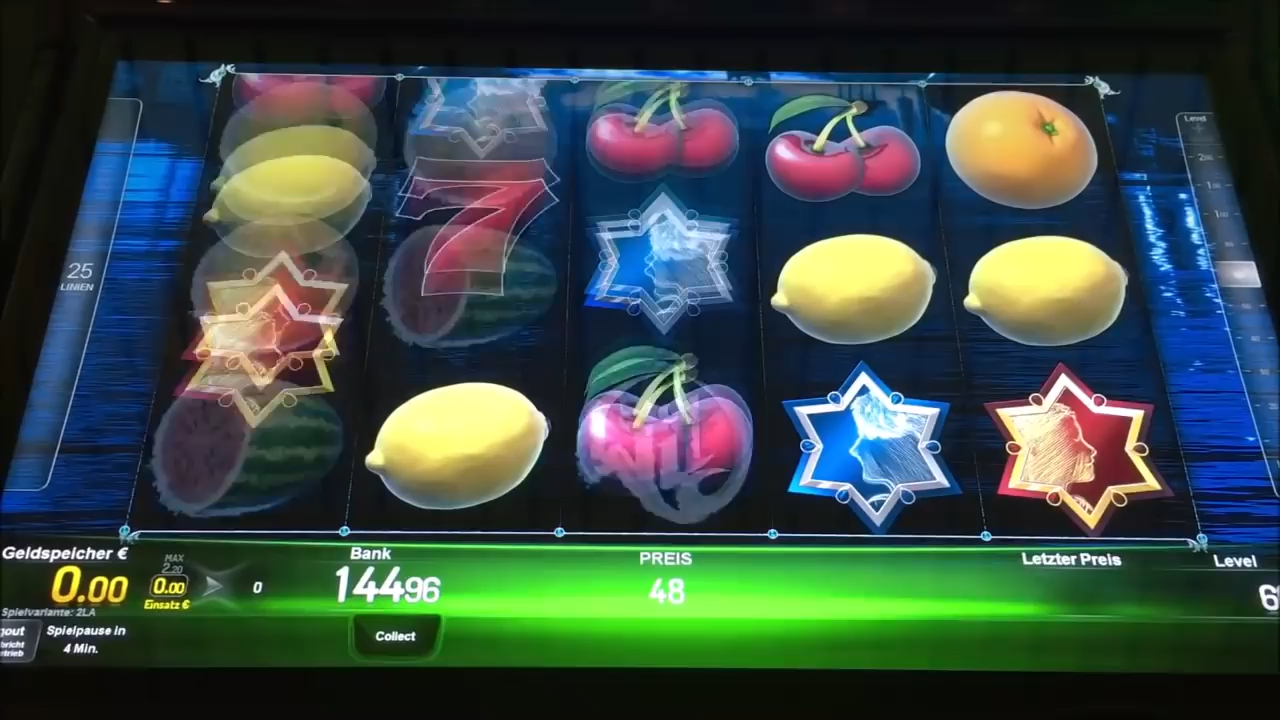 Level
25
LINIEN
Geldspeicher €
0.00
MAX
2.20
0.00
Einsatz €
0
Bank
14496
PREIS
48
Letzter Preis
Level
6
Spielvariante: 2LA
Spielpause in
4 Min.
Collect